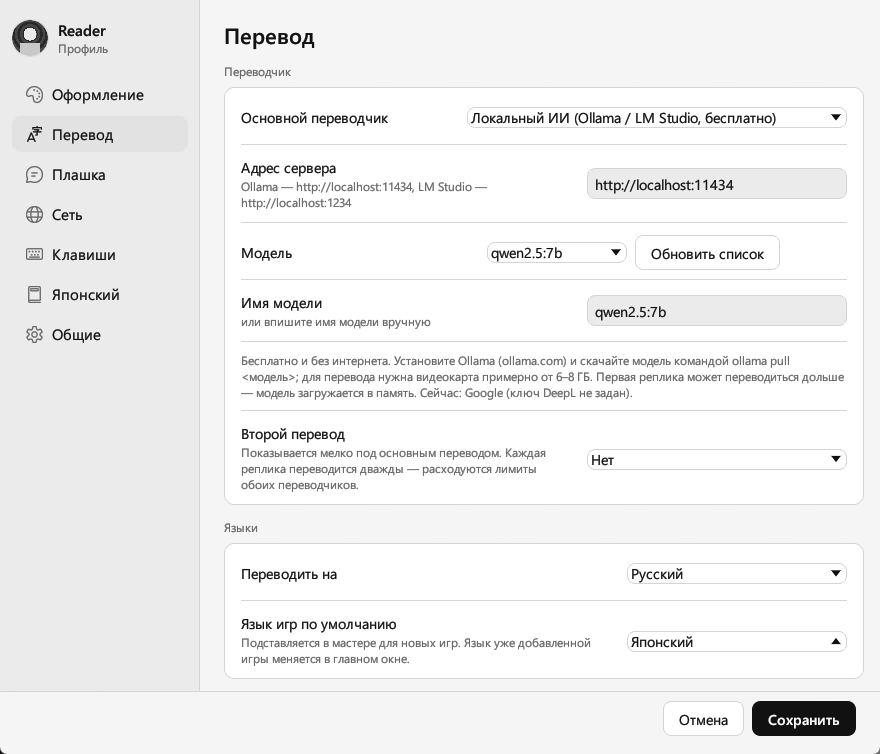 Reader
Профиль
Оформление
Перевод
Плашка
Сеть
Клавиши
Японский
Общие
Перевод
Переводчик
Основной переводчик
Локальный ИИ (Ollama / LM Studio, бесплатно)
Адрес сервера
Ollama — http://localhost:11434, LM Studio —
http://localhost:1234
http://localhost:11434
Модель
qwen2.5:7b
Обновить список
Имя модели
или впишите имя модели вручную
qwen2.5:7b
Бесплатно и без интернета. Установите Ollama (ollama.com) и скачайте модель командой ollama pull
<модель>; для перевода нужна видеокарта примерно от 6–8 ГБ. Первая реплика может переводиться дольше
— модель загружается в память. Сейчас: Google (ключ DeepL не задан).
Второй перевод
Показывается мелко под основным переводом. Каждая
реплика переводится дважды — расходуются лимиты
обоих переводчиков.
Нет
Языки
Переводить на
Русский
Язык игр по умолчанию
Подставляется в мастере для новых игр. Язык уже добавленной
игры меняется в главном окне.
Японский
Отмена
Сохранить